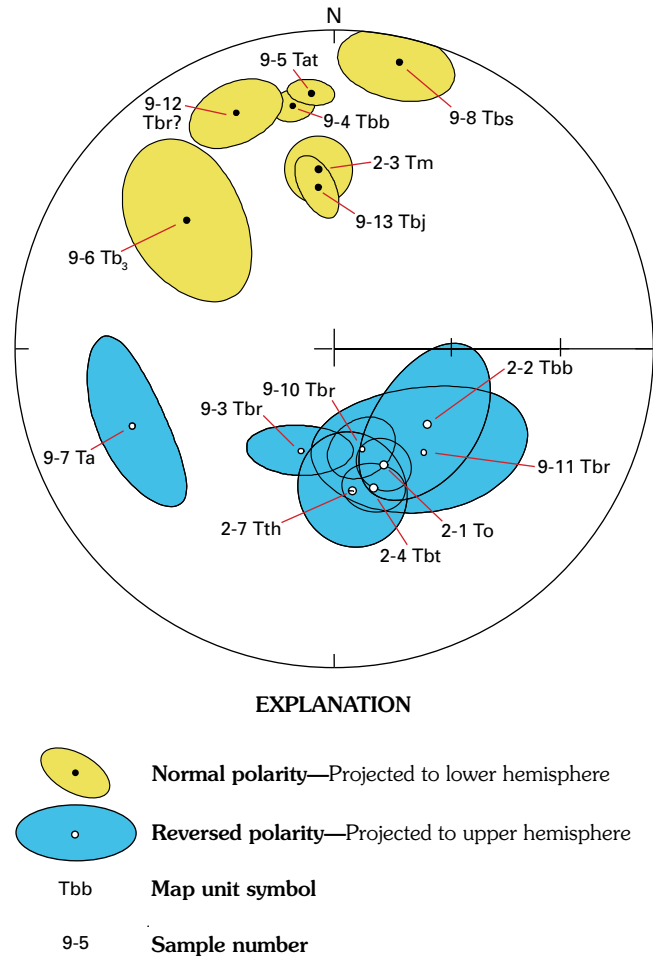 N
9-5 Tat
9-12
Tbr?
9-4 Tbb
9-8 Tbs
2-3 Tm
9-13 Tbj
9-6 Tb₃
2-2 Tbb
9-10 Tbr
9-3 Tbr
9-7 Ta
9-11 Tbr
2-7 Tth
2-1 To
2-4 Tbt
EXPLANATION
Normal polarity—Projected to lower hemisphere
Reversed polarity—Projected to upper hemisphere
Tbb Map unit symbol
9-5 Sample number